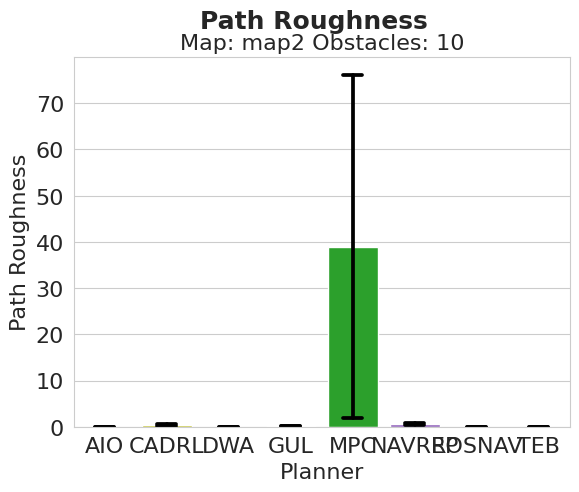 Path Roughness
Map: map2 Obstacles: 10
Path Roughness
70
60
50
40
30
20
10
0
AIO CADRL DWA GUL MPC NAVREP ROSNAV TEB
Planner